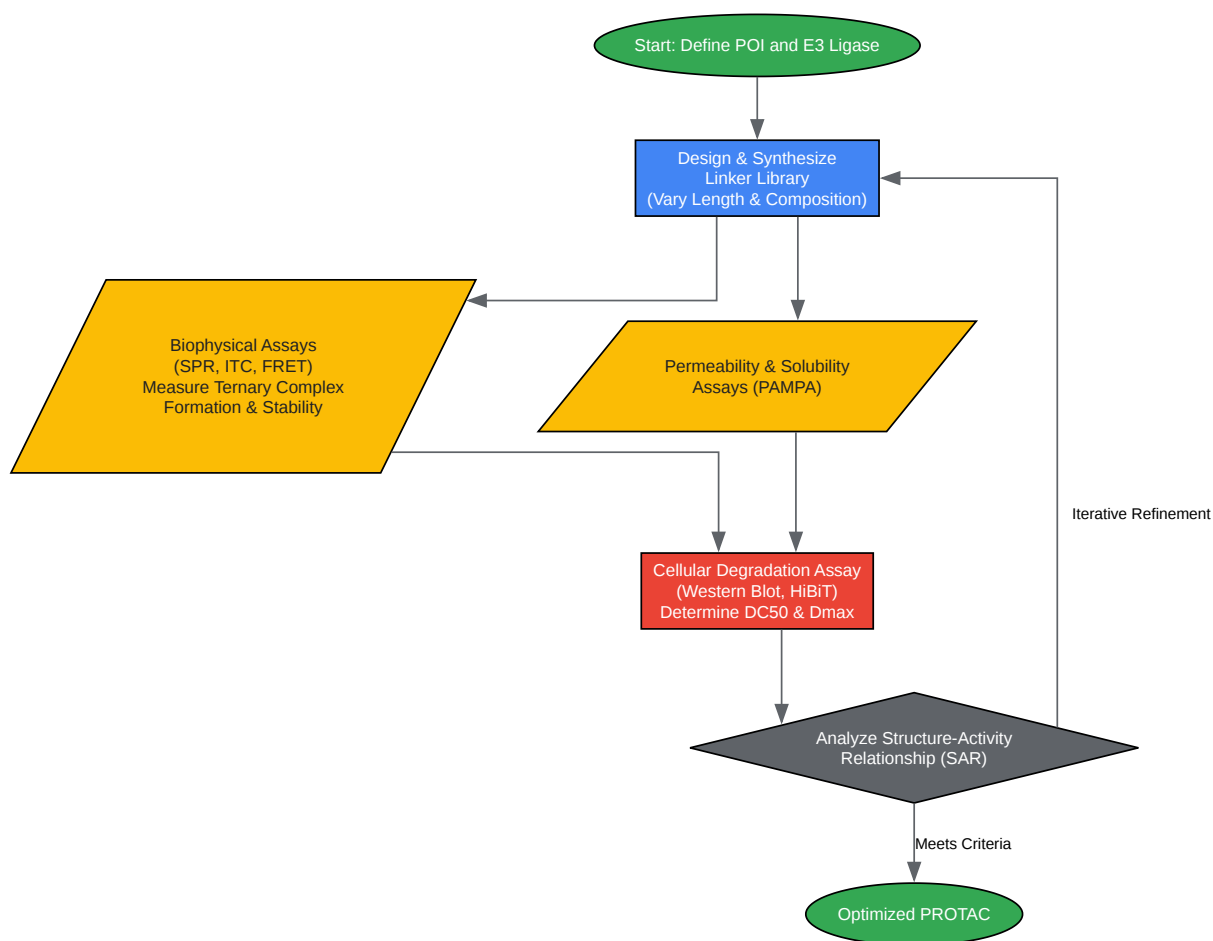 Start: Define POI and E3 Ligase
Design & Synthesize
Linker Library
(Vary Length & Composition)
Biophysical Assays
(SPR, ITC, FRET)
Measure Ternary Complex
Formation & Stability
Permeability & Solubility
Assays (PAMPA)
Iterative Refinement
Cellular Degradation Assay
(Western Blot, HiBiT)
Determine DC50 & Dmax
Analyze Structure-Activity
Relationship (SAR)
Meets Criteria
Optimized PROTAC